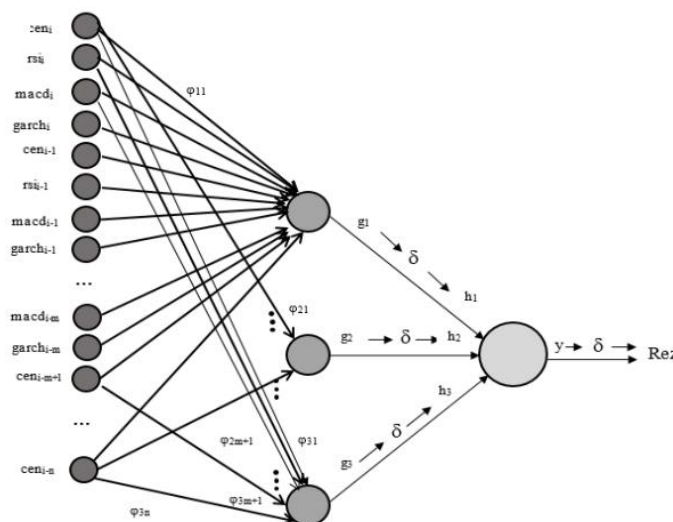 cenᵢ
rsiᵢ
macdᵢ
garchᵢ
cenᵢ₋₁
rsiᵢ₋₁
macdᵢ₋₁
garchᵢ₋₁
...
macdᵢ₋ₘ
garchᵢ₋ₘ
cenᵢ₋ₘ₊₁
...
cenᵢ₋ₙ
φ₁₁
φ₂₁
φ₂ₘ₊₁
φ₃₁
φ₃ₘ₊₁
φ₃ₙ
g₁
δ
h₁
g₂ → δ → h₂
g₃
δ
h₃
y → δ → Rez